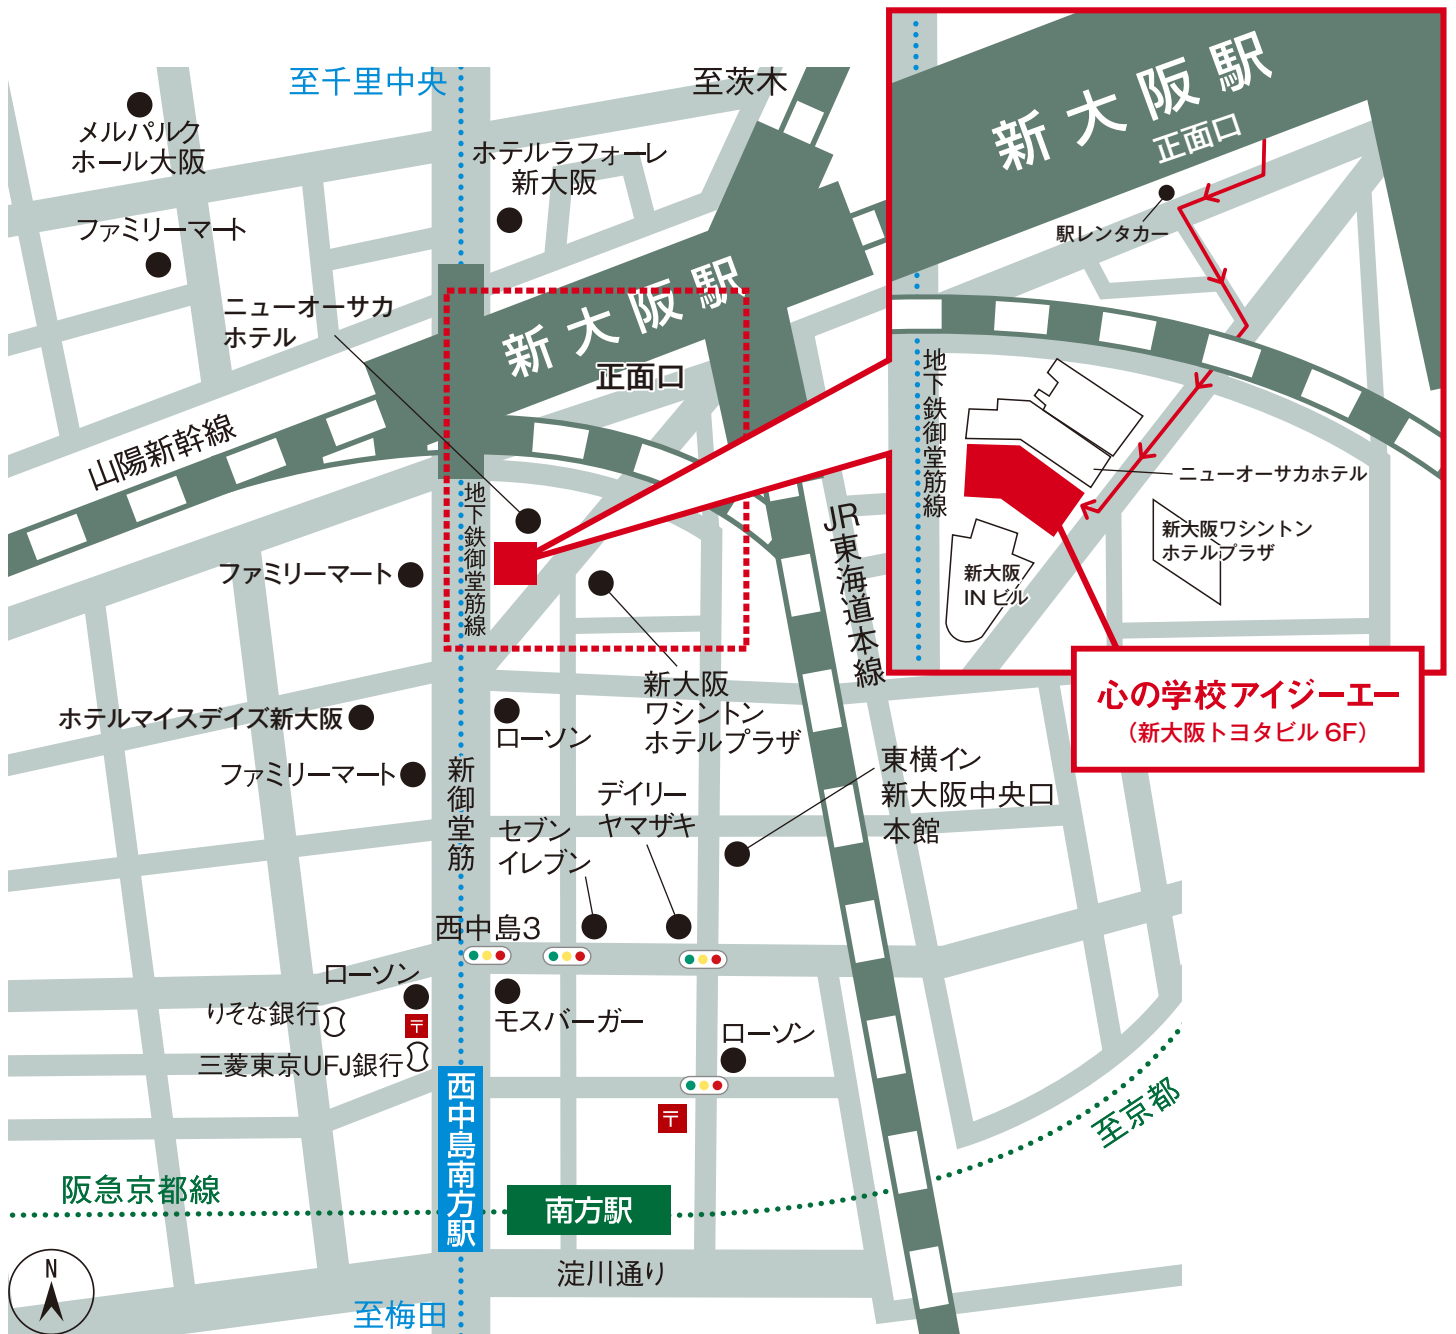 至千里中央
至茨木
メルパルク
ホール大阪
ホテルラフォーレ
新大阪
ファミリーマート
ニューオーサカ
ホテル
新大阪駅
正面口
山陽新幹線
地下鉄御堂筋線
JR東海道本線
ファミリーマート
新大阪
ワシントン
ホテルプラザ
ホテルマイステイズ新大阪
ローソン
ファミリーマート
新御堂筋
デイリー
ヤマザキ
セブン
イレブン
東横イン
新大阪中央口
本館
西中島3
ローソン
りそな銀行
〒
三菱東京UFJ銀行
モスバーガー
ローソン
〒
西中島南方駅
南方駅
阪急京都線
至京都
淀川通り
至梅田
N
新大阪駅
正面口
駅レンタカー
地下鉄御堂筋線
ニューオーサカホテル
新大阪ワシントン
ホテルプラザ
新大阪
INビル
心の学校アイジーエー
（新大阪トヨタビル 6F）